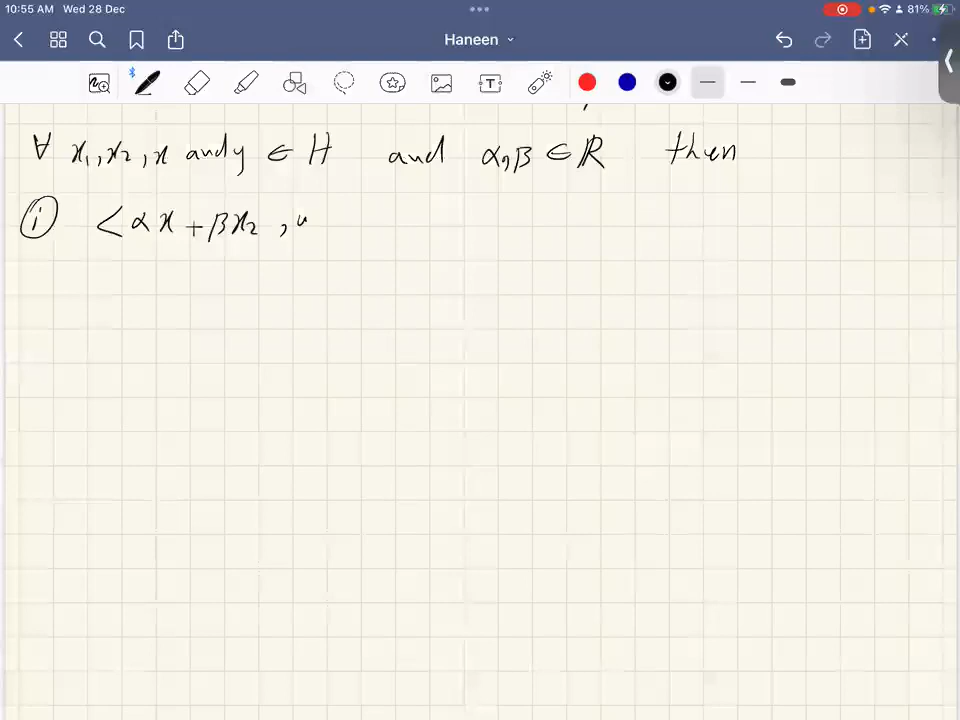 10:55 AM Wed 28 Dec
81%
Haneen
∀ x₁, x₂, x and y ∈ H and α, β ∈ ℝ then
i < αx + βx₂ ,